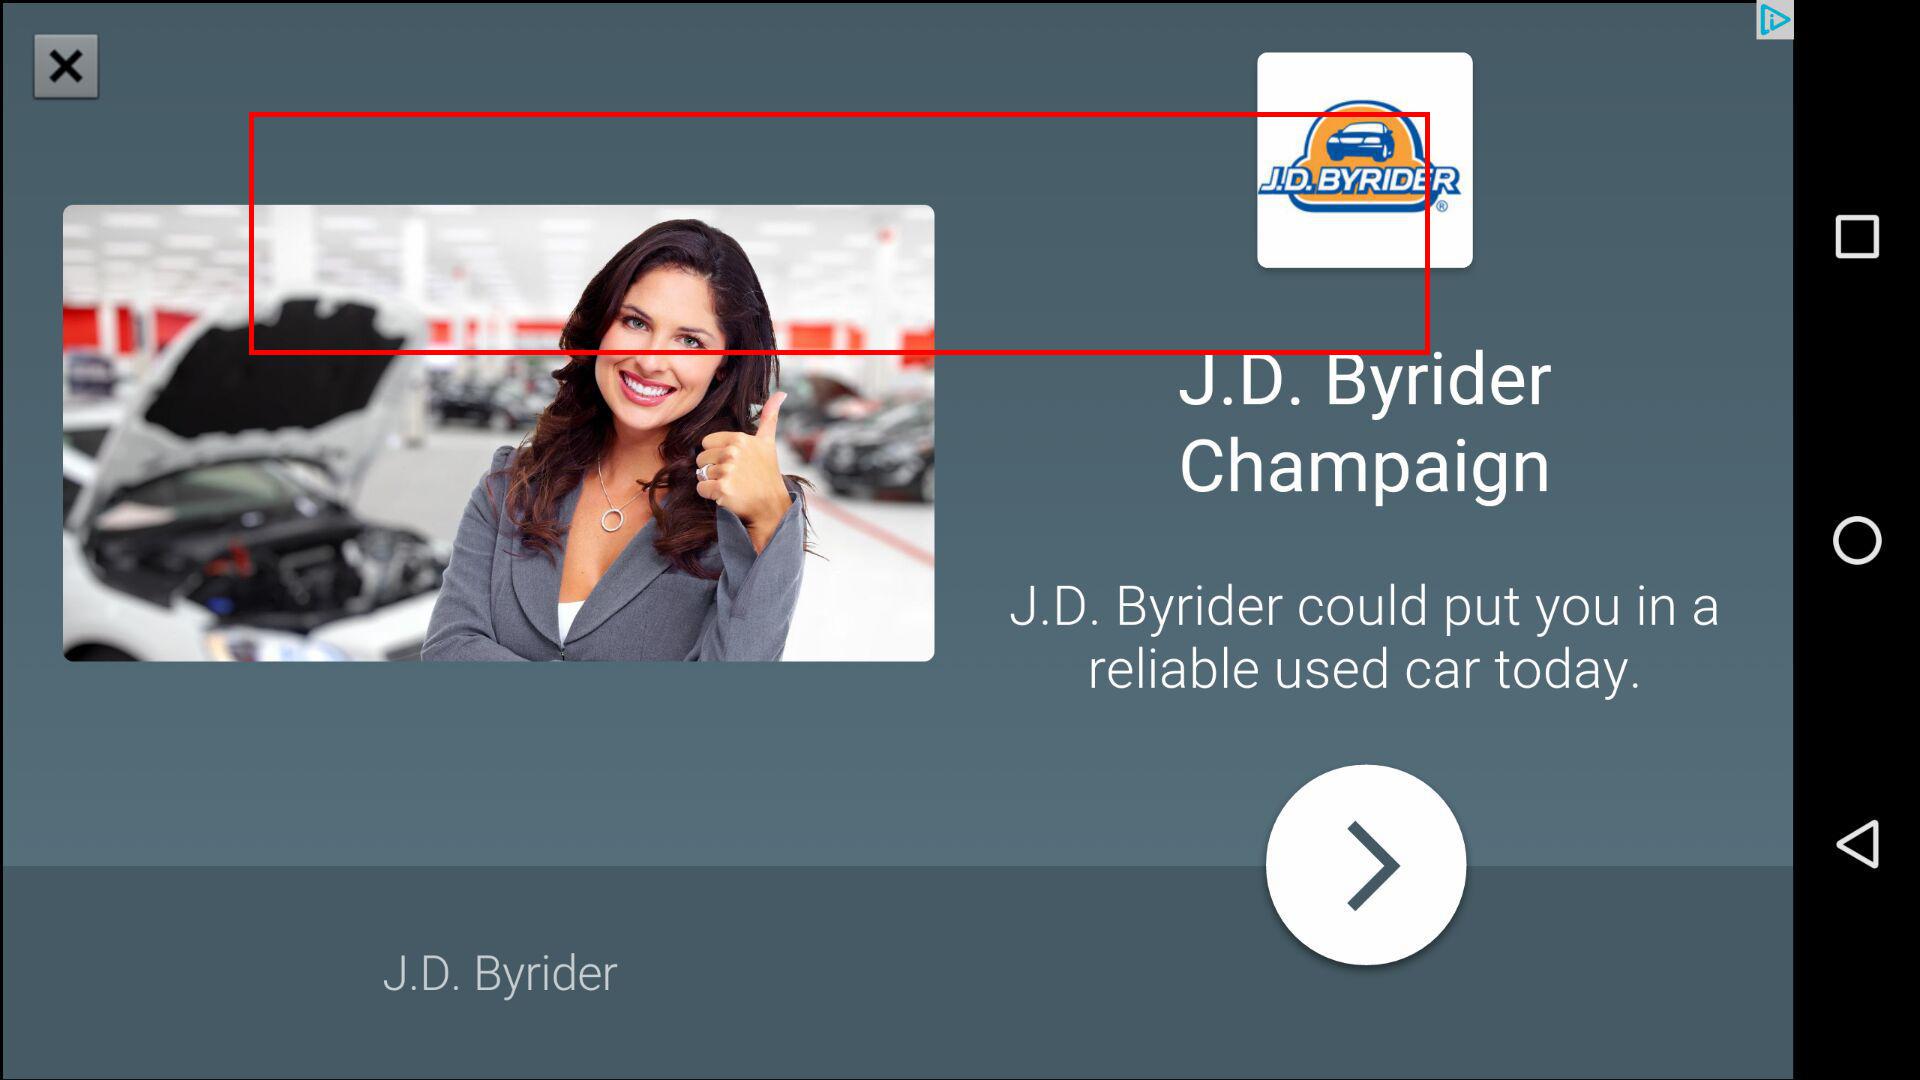 J.D. BYRIDER
®
J.D. Byrider
Champaign
J.D. Byrider could put you in a
reliable used car today.
J.D. Byrider